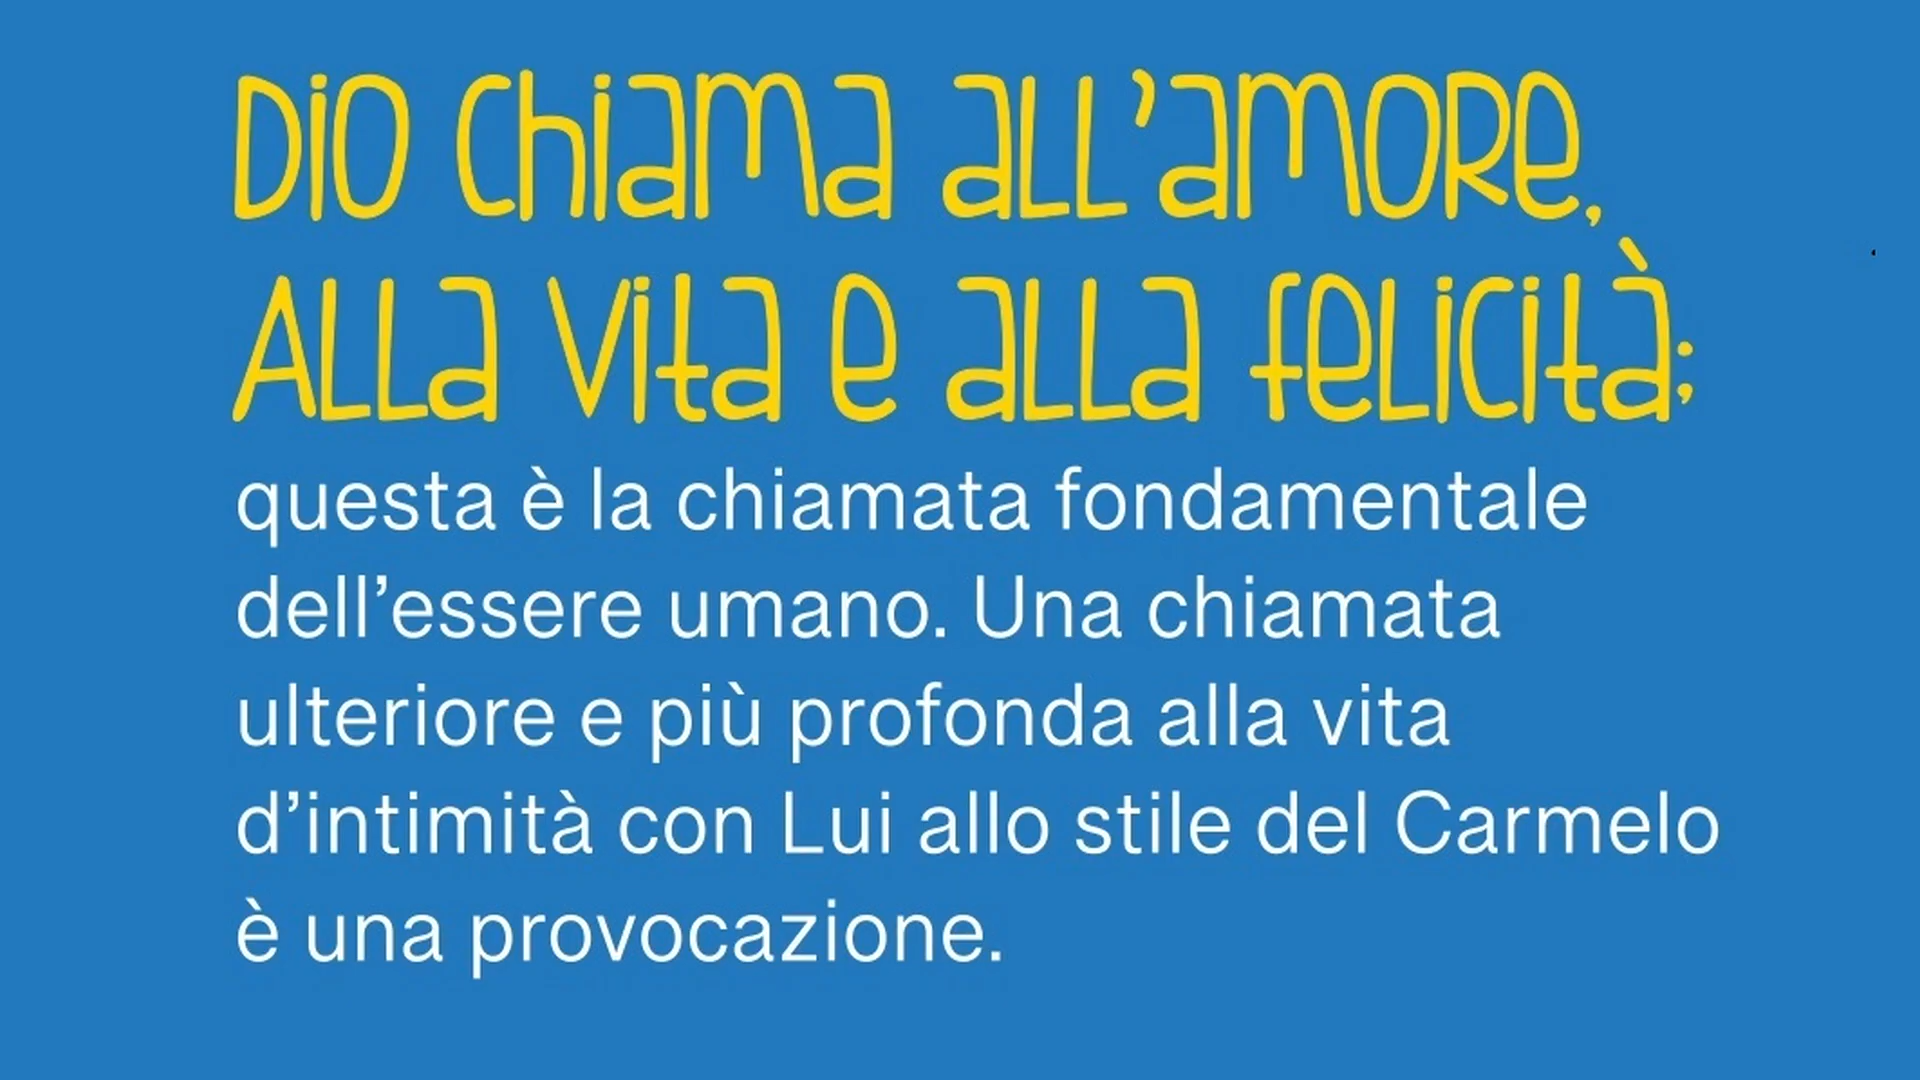 Dio chiama all’amore,
Alla vita e alla felicità;
questa è la chiamata fondamentale
dell’essere umano. Una chiamata
ulteriore e più profonda alla vita
d’intimità con Lui allo stile del Carmelo
è una provocazione.